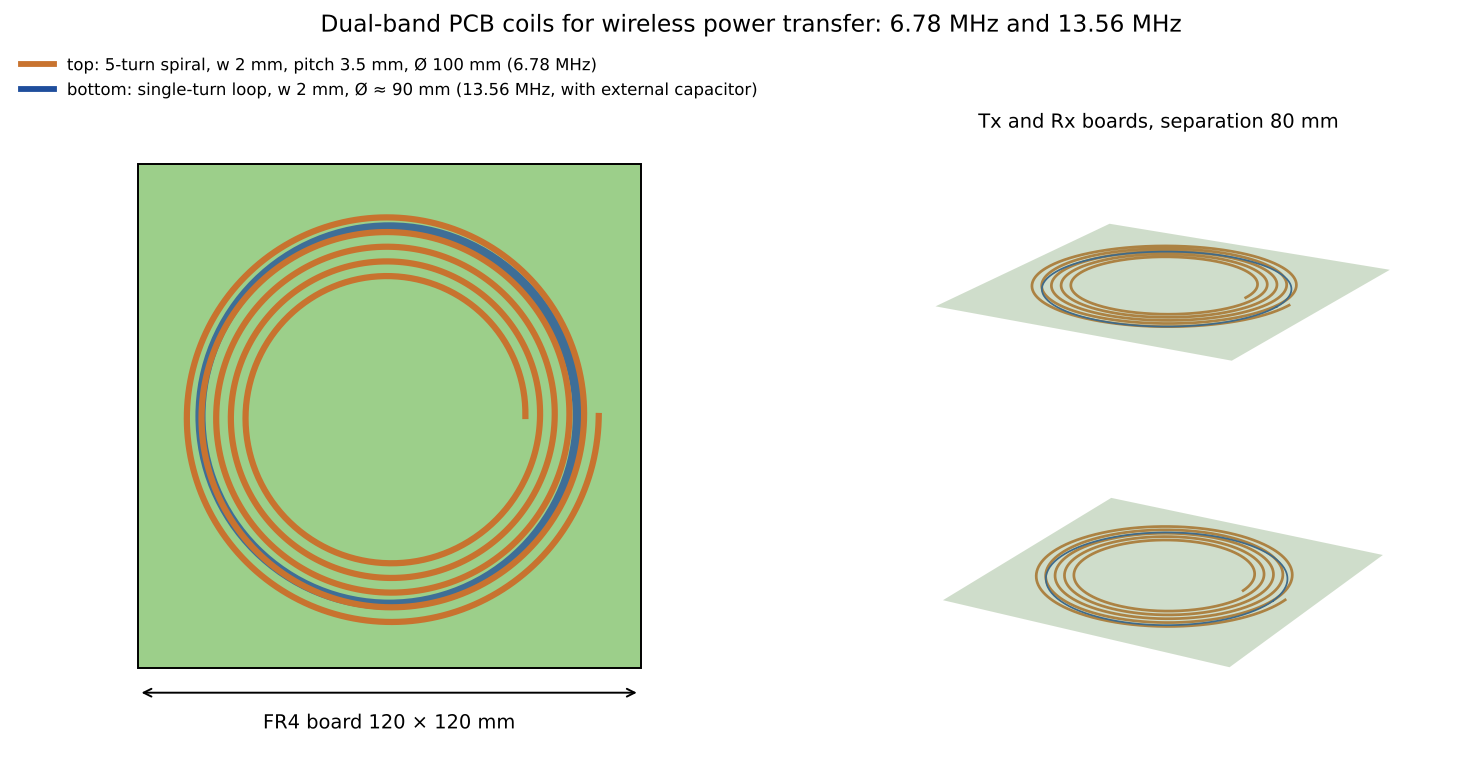 Dual-band PCB coils for wireless power transfer: 6.78 MHz and 13.56 MHz
top: 5-turn spiral, w 2 mm, pitch 3.5 mm, Ø 100 mm (6.78 MHz)
bottom: single-turn loop, w 2 mm, Ø ≈ 90 mm (13.56 MHz, with external capacitor)
Tx and Rx boards, separation 80 mm
FR4 board 120 × 120 mm